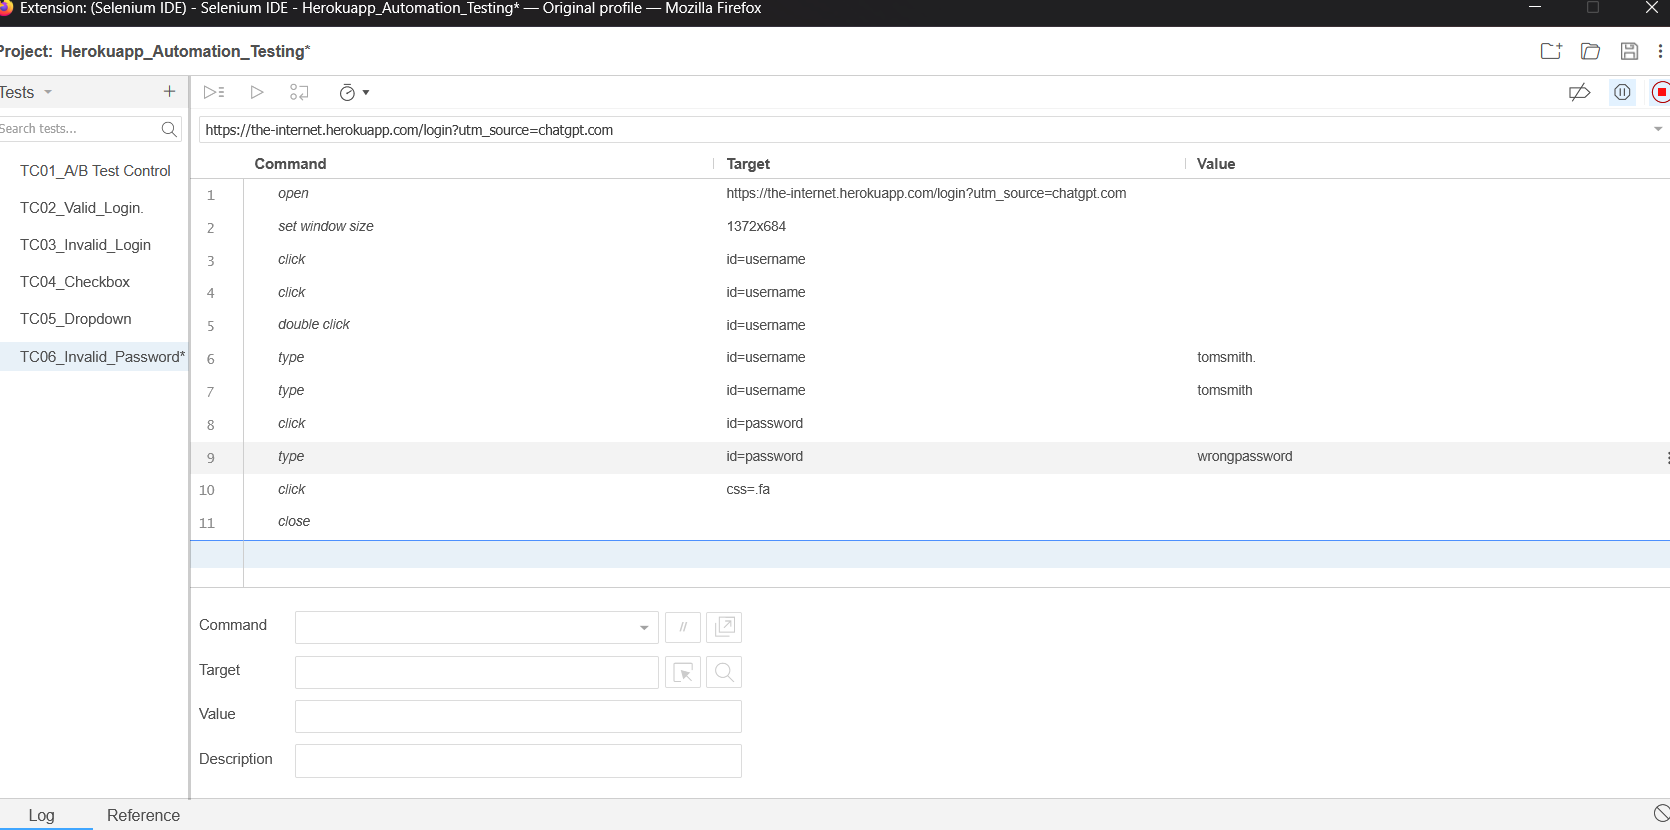 Extension: (Selenium IDE) - Selenium IDE - Herokuapp_Automation_Testing* — Original profile — Mozilla Firefox
Project: Herokuapp_Automation_Testing*
Tests
Search tests...
TC01_A/B Test Control
TC02_Valid_Login.
TC03_Invalid_Login
TC04_Checkbox
TC05_Dropdown
TC06_Invalid_Password*
https://the-internet.herokuapp.com/login?utm_source=chatgpt.com
Command Target Value
1 open https://the-internet.herokuapp.com/login?utm_source=chatgpt.com
2 set window size 1372x684
3 click id=username
4 click id=username
5 double click id=username
6 type id=username tomsmith.
7 type id=username tomsmith
8 click id=password
9 type id=password wrongpassword
10 click css=.fa
11 close
Command //
Target
Value
Description
Log Reference